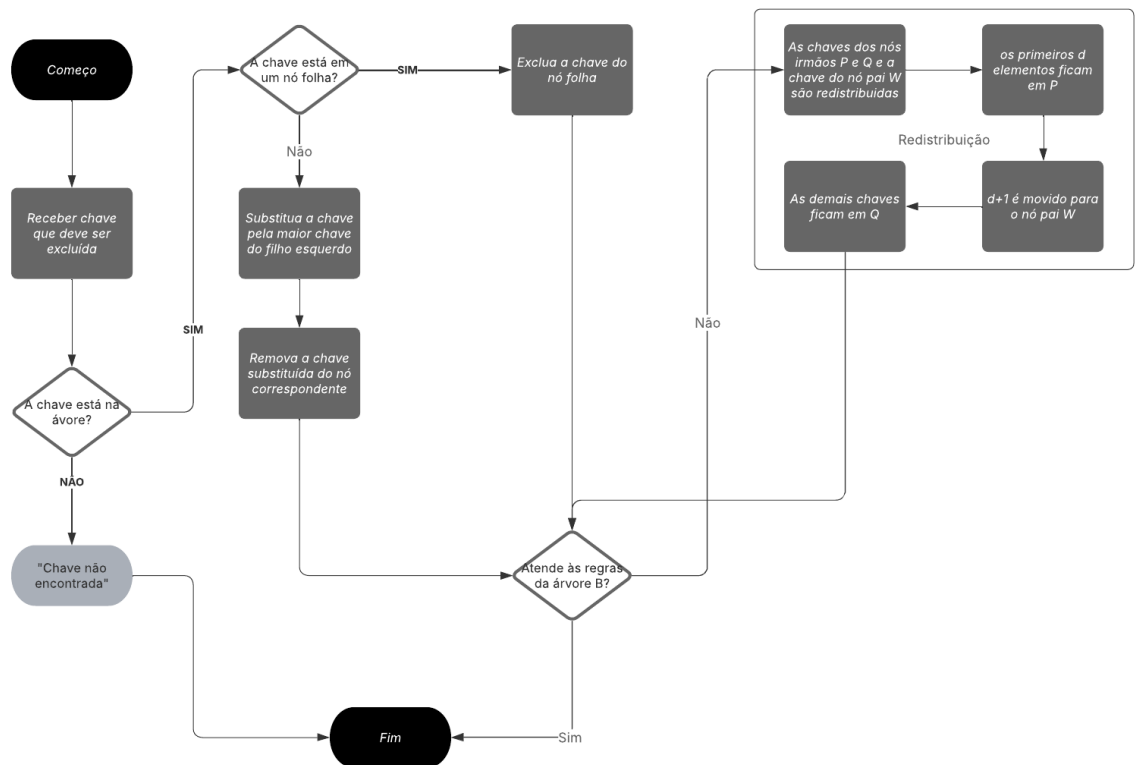 Começo
Receber chave
que deve ser
excluída
A chave está na
ávore?
SIM
NÃO
"Chave não
encontrada"
A chave está em
um nó folha?
SIM
Não
Substitua a chave
pela maior chave
do filho esquerdo
Remova a chave
substituída do nó
correspondente
Exclua a chave do
nó folha
Atende às regras
da árvore B?
Não
Sim
Fim
As chaves dos nós
irmãos P e Q e a
chave do nó pai W
são redistribuidas
os primeiros d
elementos ficam
em P
Redistribuição
d+1 é movido para
o nó pai W
As demais chaves
ficam em Q